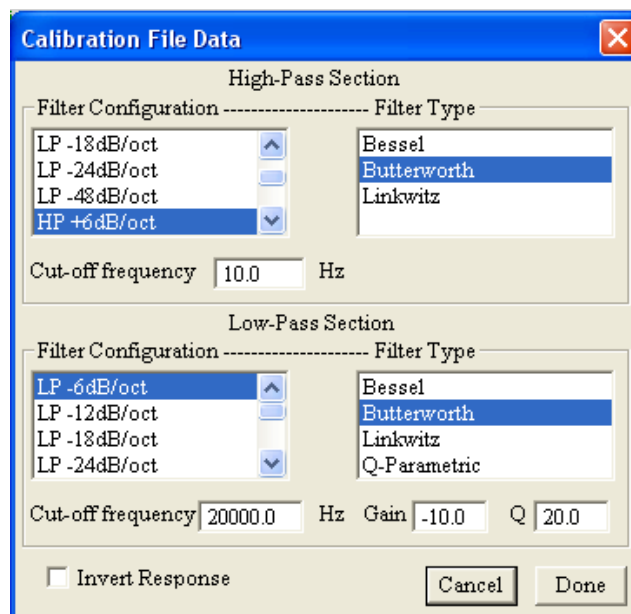 Calibration File Data
High-Pass Section
Filter Configuration --------------------- Filter Type
LP -18dB/oct
LP -24dB/oct
LP -48dB/oct
HP +6dB/oct
Bessel
Butterworth
Linkwitz
Cut-off frequency 10.0 Hz
Low-Pass Section
Filter Configuration --------------------- Filter Type
LP -6dB/oct
LP -12dB/oct
LP -18dB/oct
LP -24dB/oct
Bessel
Butterworth
Linkwitz
Q-Parametric
Cut-off frequency 20000.0 Hz Gain -10.0 Q 20.0
Invert Response
Cancel
Done